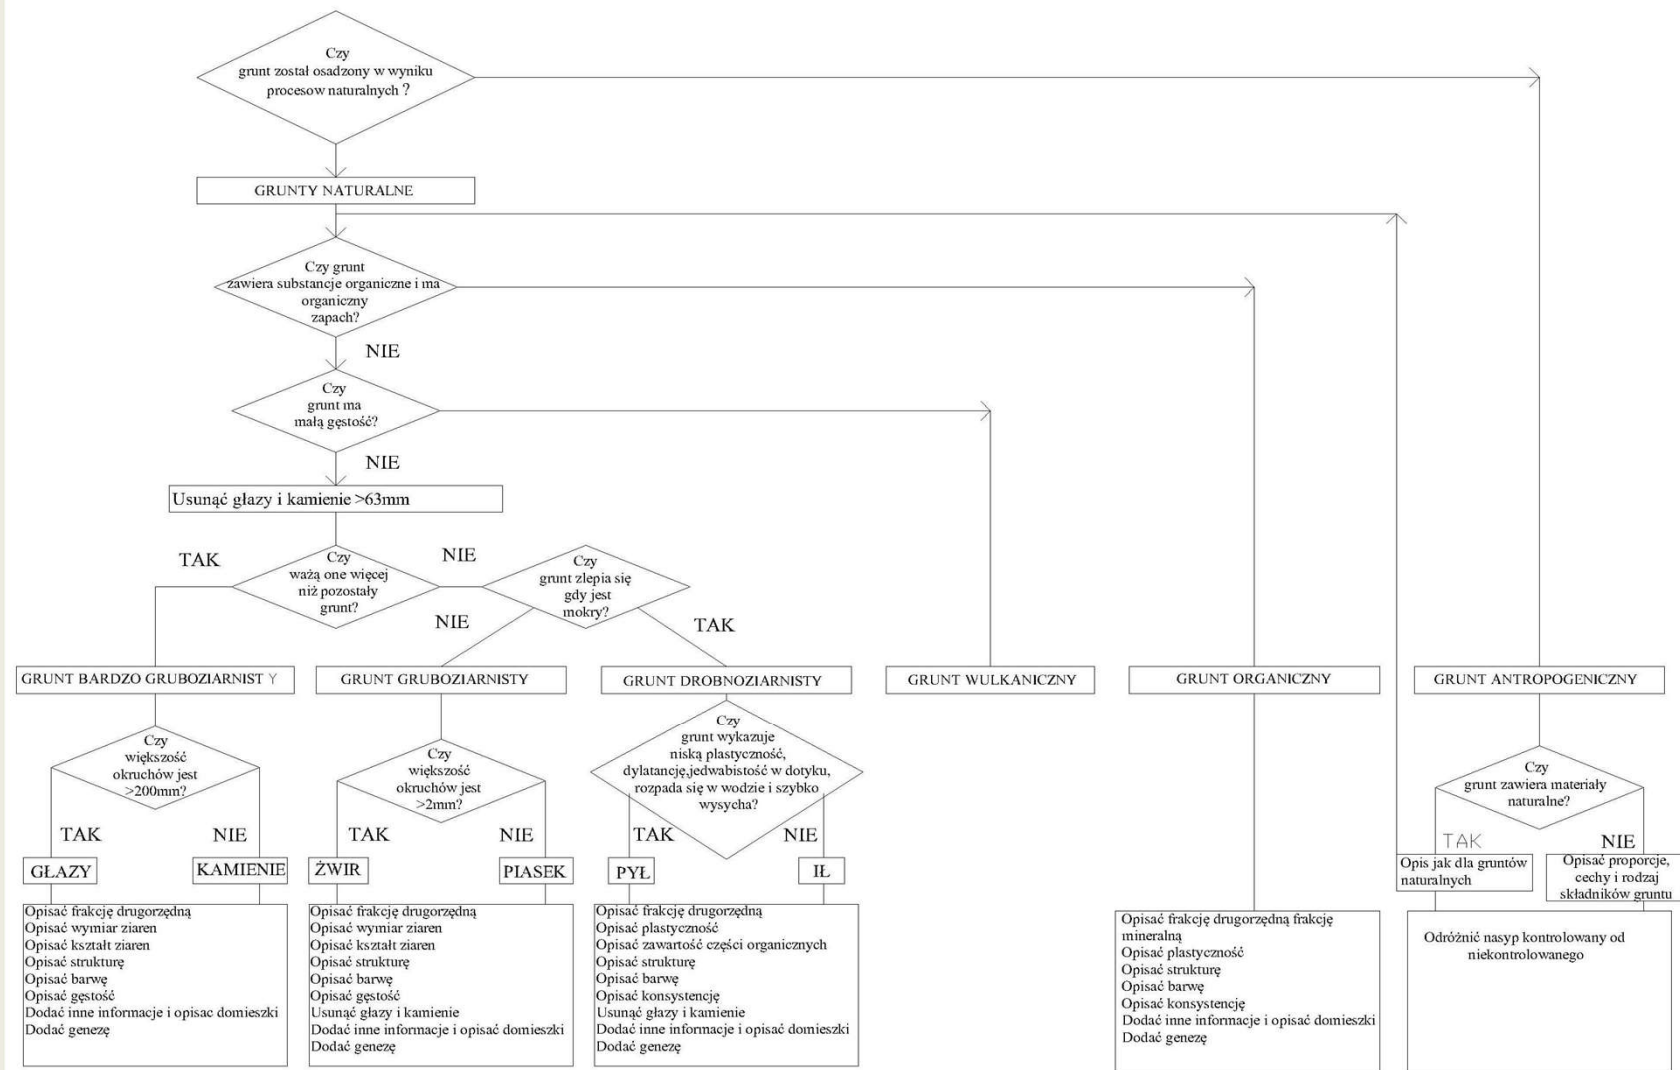 Czy
grunt został osadzony w wyniku
procesow naturalnych ?
GRUNTY NATURALNE
Czy grunt
zawiera substancje organiczne i ma
organiczny
zapach?
NIE
Czy
grunt ma
małą gęstość?
NIE
Usunąć głazy i kamienie >63mm
TAK
Czy
ważą one więcej
niż pozostały
grunt?
NIE
Czy
grunt zlepia się
gdy jest
mokry?
NIE
TAK
GRUNT BARDZO GRUBOZIARNIST Y
GRUNT GRUBOZIARNISTY
GRUNT DROBNOZIARNISTY
GRUNT WULKANICZNY
GRUNT ORGANICZNY
GRUNT ANTROPOGENICZNY
Czy
większość
okruchów jest
>200mm?
TAK
NIE
Czy
większość
okruchów jest
>2mm?
TAK
NIE
Czy
grunt wykazuje
niską plastyczność,
dylatancję,jedwabistość w dotyku,
rozpada się w wodzie i szybko
wysycha?
TAK
NIE
Czy
grunt zawiera materiały
naturalne?
TAK
NIE
GŁAZY
KAMIENIE
ŻWIR
PIASEK
PYŁ
IŁ
Opis jak dla gruntów
naturalnych
Opisać proporcje,
cechy i rodzaj
składników gruntu
Opisać frakcję drugorzędną
Opisać wymiar ziaren
Opisać kształt ziaren
Opisać strukturę
Opisać barwę
Opisać gęstość
Dodać inne informacje i opisac domieszki
Dodać genezę
Opisać frakcję drugorzędną
Opisać wymiar ziaren
Opisać kształt ziaren
Opisać strukturę
Opisać barwę
Opisać gęstość
Usunąć głazy i kamienie
Dodać inne informacje i opisać domieszki
Dodać genezę
Opisać frakcję drugorzędną
Opisać plastyczność
Opisać zawartość części organicznych
Opisać strukturę
Opisać barwę
Opisać konsystencję
Usunąć głazy i kamienie
Dodać inne informacje i opisać domieszki
Dodać genezę
Opisać frakcję drugorzędną frakcję
mineralną
Opisać plastyczność
Opisać strukturę
Opisać barwę
Opisać konsystencję
Dodać inne informacje i opisać domieszki
Dodać genezę
Odróżnić nasyp kontrolowany od
niekontrolowanego